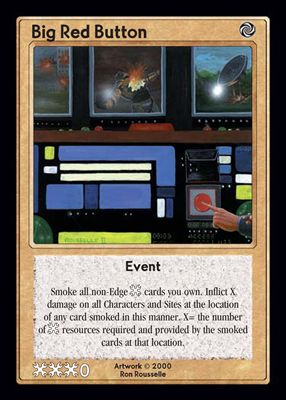 Big Red Button
ROUSSELLE II
Event
Smoke all non-Edge cards you own. Inflict X
damage on all Characters and Sites at the location
of any card smoked in this manner. X= the number
of resources required and provided by the smoked
cards at that location.
0
Artwork © 2000
Ron Rousselle